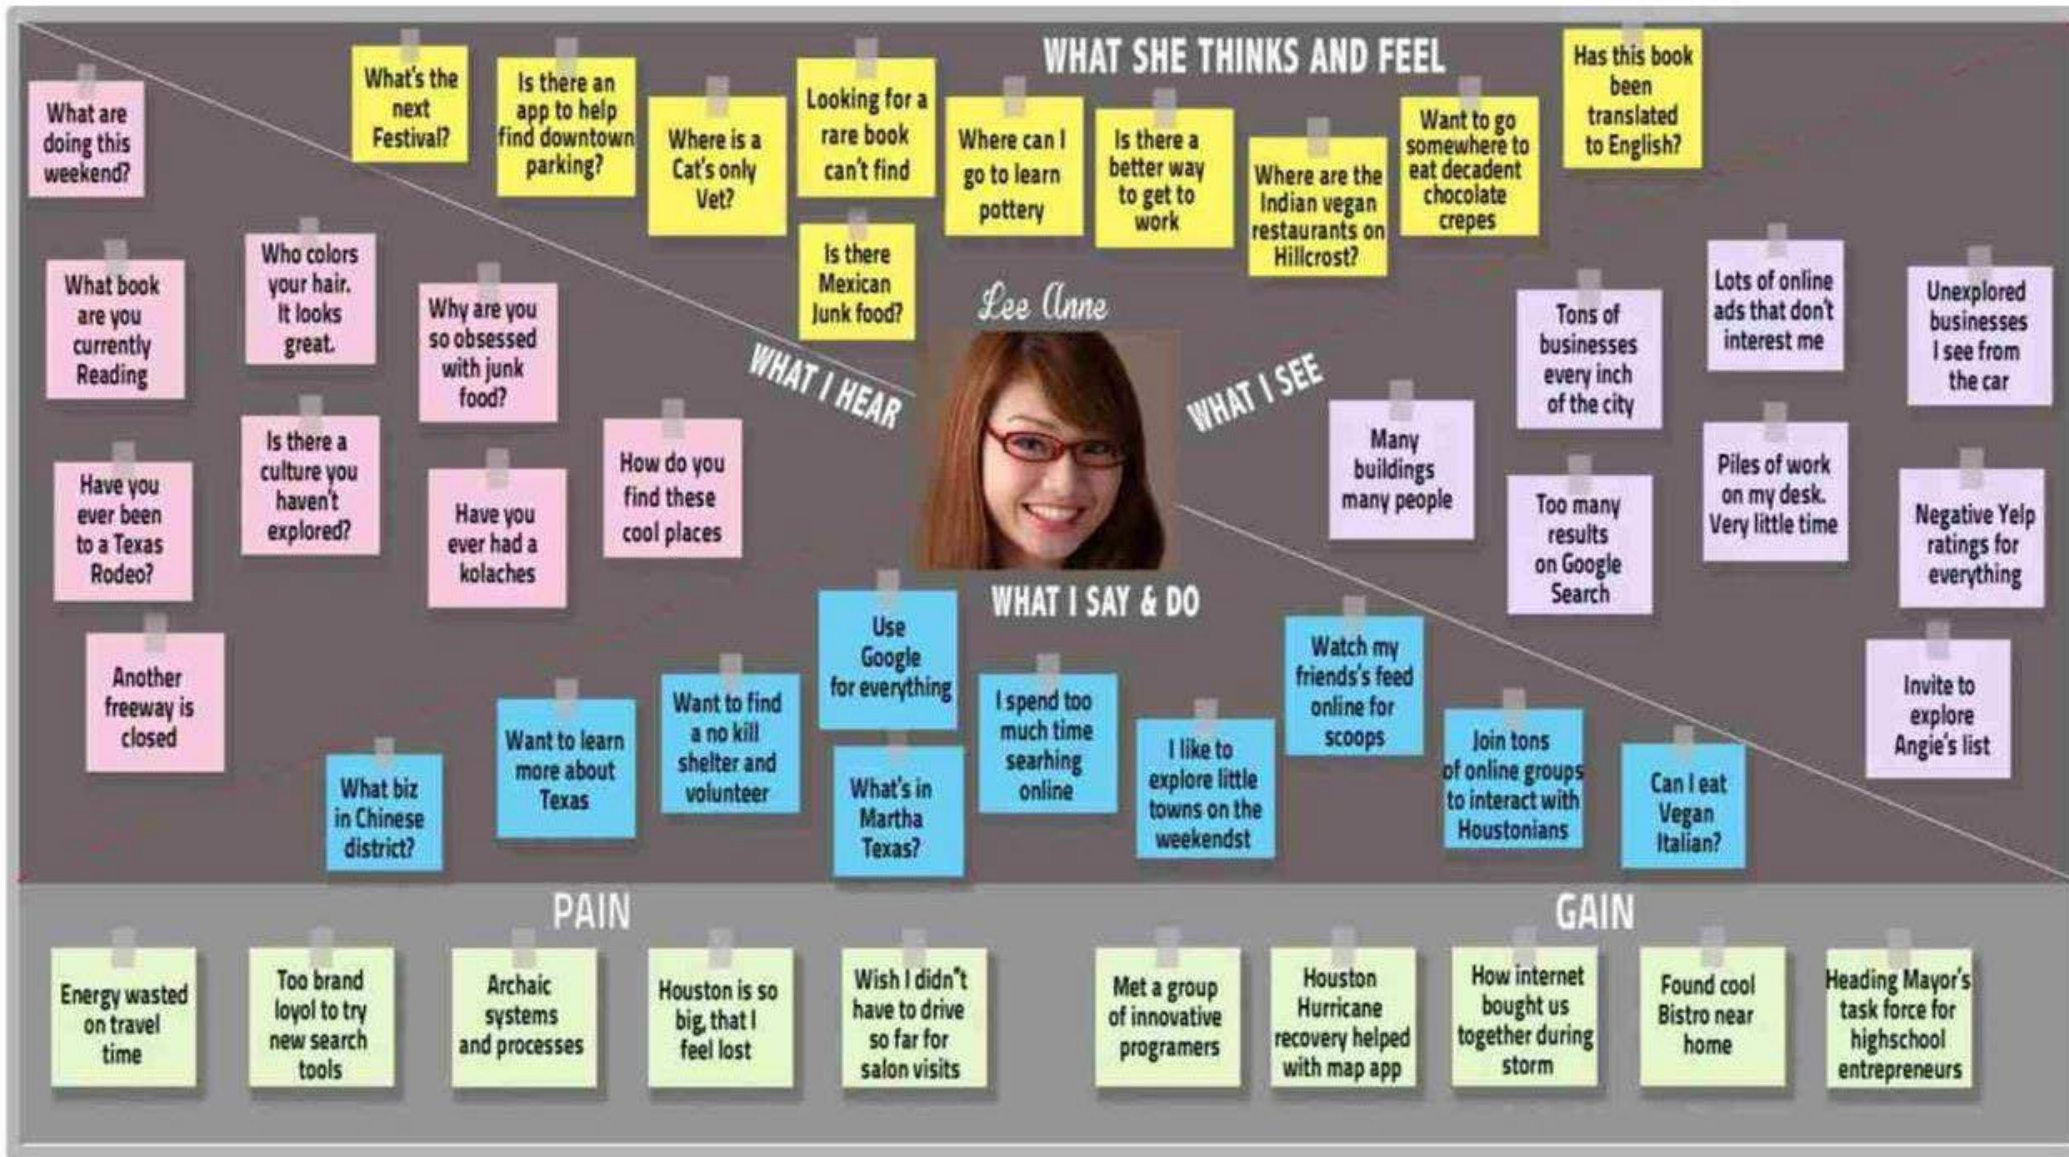 WHAT SHE THINKS AND FEEL
What's the
next
Festival?
Is there an
app to help
find downtown
parking?
Where is a
Cat's only
Vet?
Looking for a
rare book
can't find
Is there
Mexican
Junk food?
Where can I
go to learn
pottery
Is there a
better way
to get to
work
Where are the
Indian vegan
restaurants on
Hillcrost?
Want to go
somewhere to
eat decadent
chocolate
crepes
Has this book
been
translated
to English?
Lee Anne
WHAT I HEAR
What are
doing this
weekend?
What book
are you
currently
Reading
Who colors
your hair.
It looks
great.
Why are you
so obsessed
with junk
food?
Have you
ever been
to a Texas
Rodeo?
Is there a
culture you
haven't
explored?
Have you
ever had a
kolaches
How do you
find these
cool places
Another
freeway is
closed
WHAT I SEE
Many
buildings
many people
Tons of
businesses
every inch
of the city
Lots of online
ads that don't
interest me
Unexplored
businesses
I see from
the car
Too many
results
on Google
Search
Piles of work
on my desk.
Very little time
Negative Yelp
ratings for
everything
Invite to
explore
Angie's list
WHAT I SAY & DO
What biz
in Chinese
district?
Want to learn
more about
Texas
Want to find
a no kill
shelter and
volunteer
Use
Google
for everything
What's in
Martha
Texas?
I spend too
much time
searhing
online
I like to
explore little
towns on the
weekendst
Watch my
friends's feed
online for
scoops
Join tons
of online groups
to interact with
Houstonians
Can I eat
Vegan
Italian?
PAIN
Energy wasted
on travel
time
Too brand
loyol to try
new search
tools
Archaic
systems
and processes
Houston is so
big, that I
feel lost
Wish I didn"t
have to drive
so far for
salon visits
GAIN
Met a group
of innovative
programers
Houston
Hurricane
recovery helped
with map app
How internet
bought us
together during
storm
Found cool
Bistro near
home
Heading Mayor's
task force for
highschool
entrepreneurs